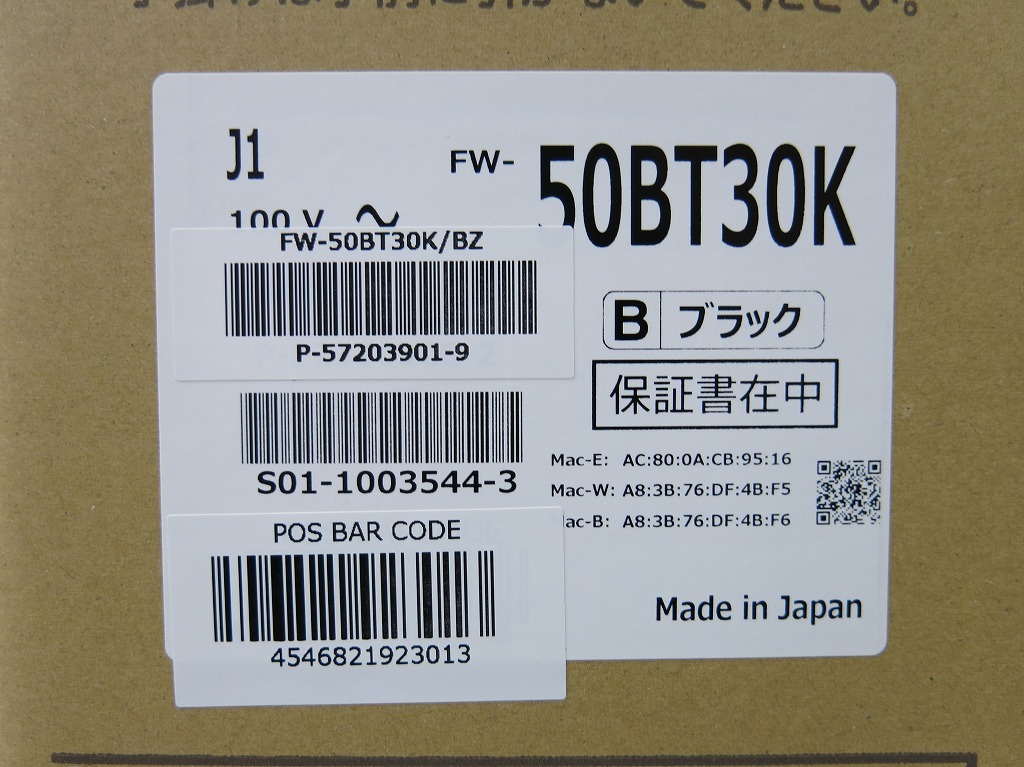 J1
FW-50BT30K
100 V ～
FW-50BT30K/BZ
P-57203901-9
B ブラック
保証書在中
S01-1003544-3
Mac-E: AC:80:0A:CB:95:16
Mac-W: A8:3B:76:DF:4B:F5
Mac-B: A8:3B:76:DF:4B:F6
POS BAR CODE
4546821923013
Made in Japan